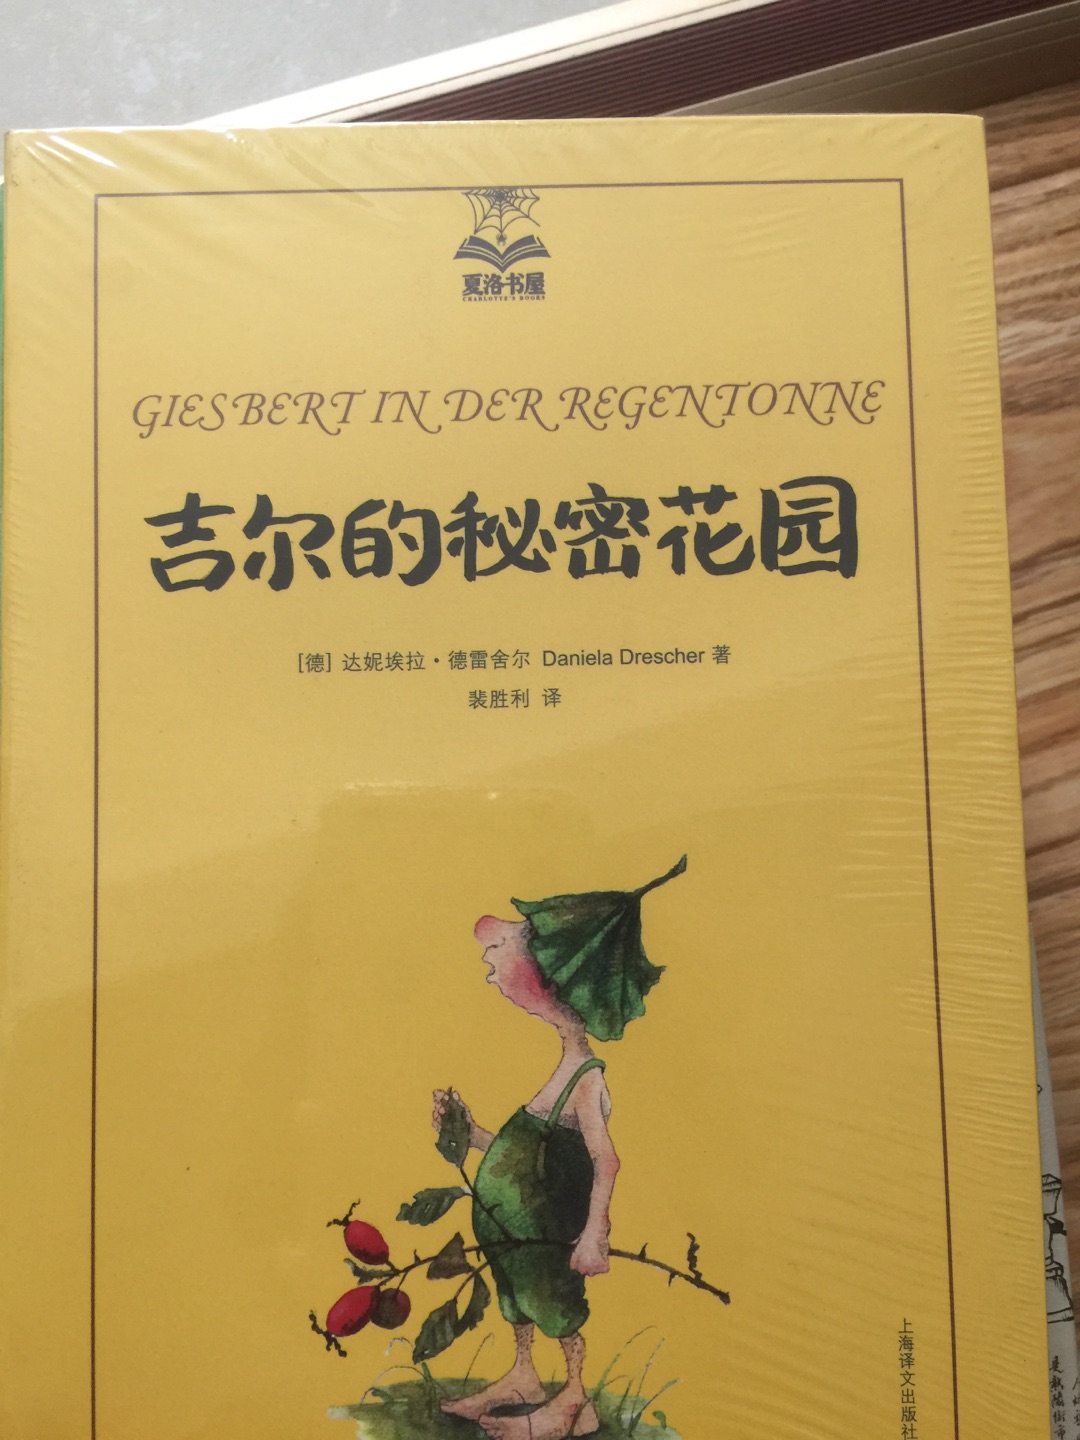 夏洛书屋
CHARLOTTE'S BOOKS
GIESBERT IN DER REGENTONNE
吉尔的秘密花园
[德] 达妮埃拉·德雷舍尔 Daniela Drescher 著
裴胜利 译
上海译文出版社